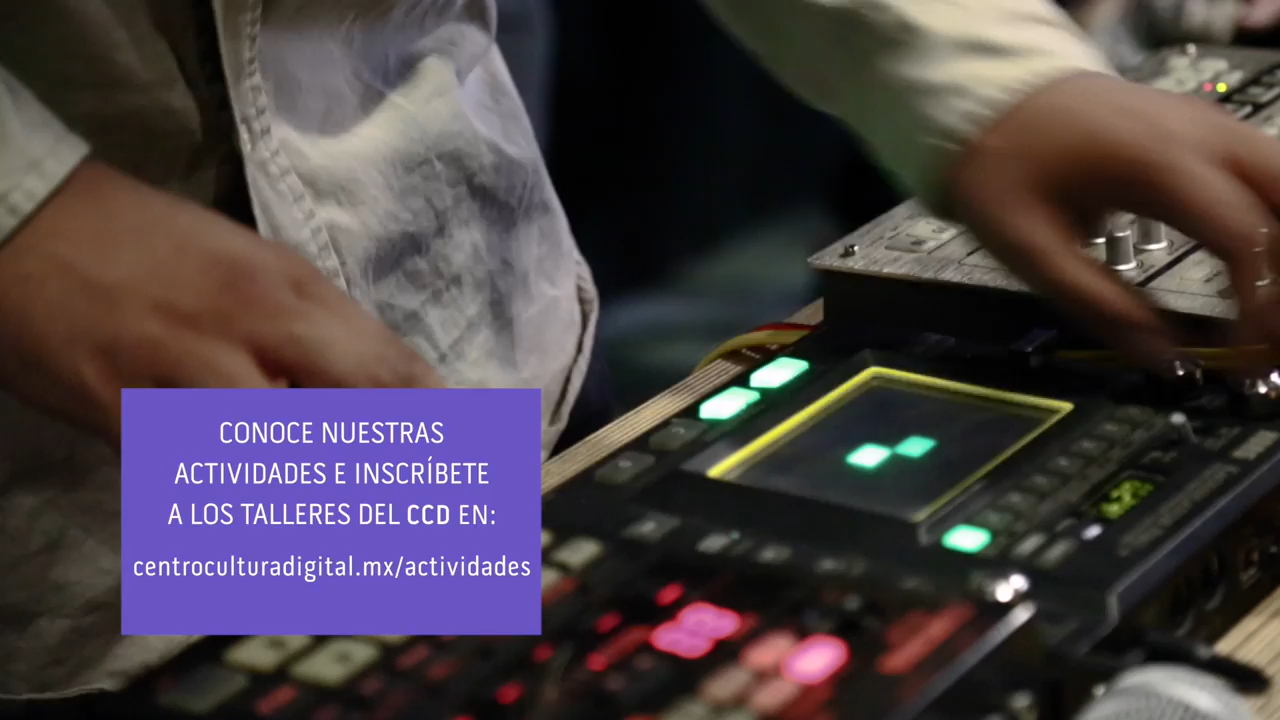 CONOCE NUESTRAS
ACTIVIDADES E INSCRÍBETE
A LOS TALLERES DEL CCD EN:
centroculturadigital.mx/actividades